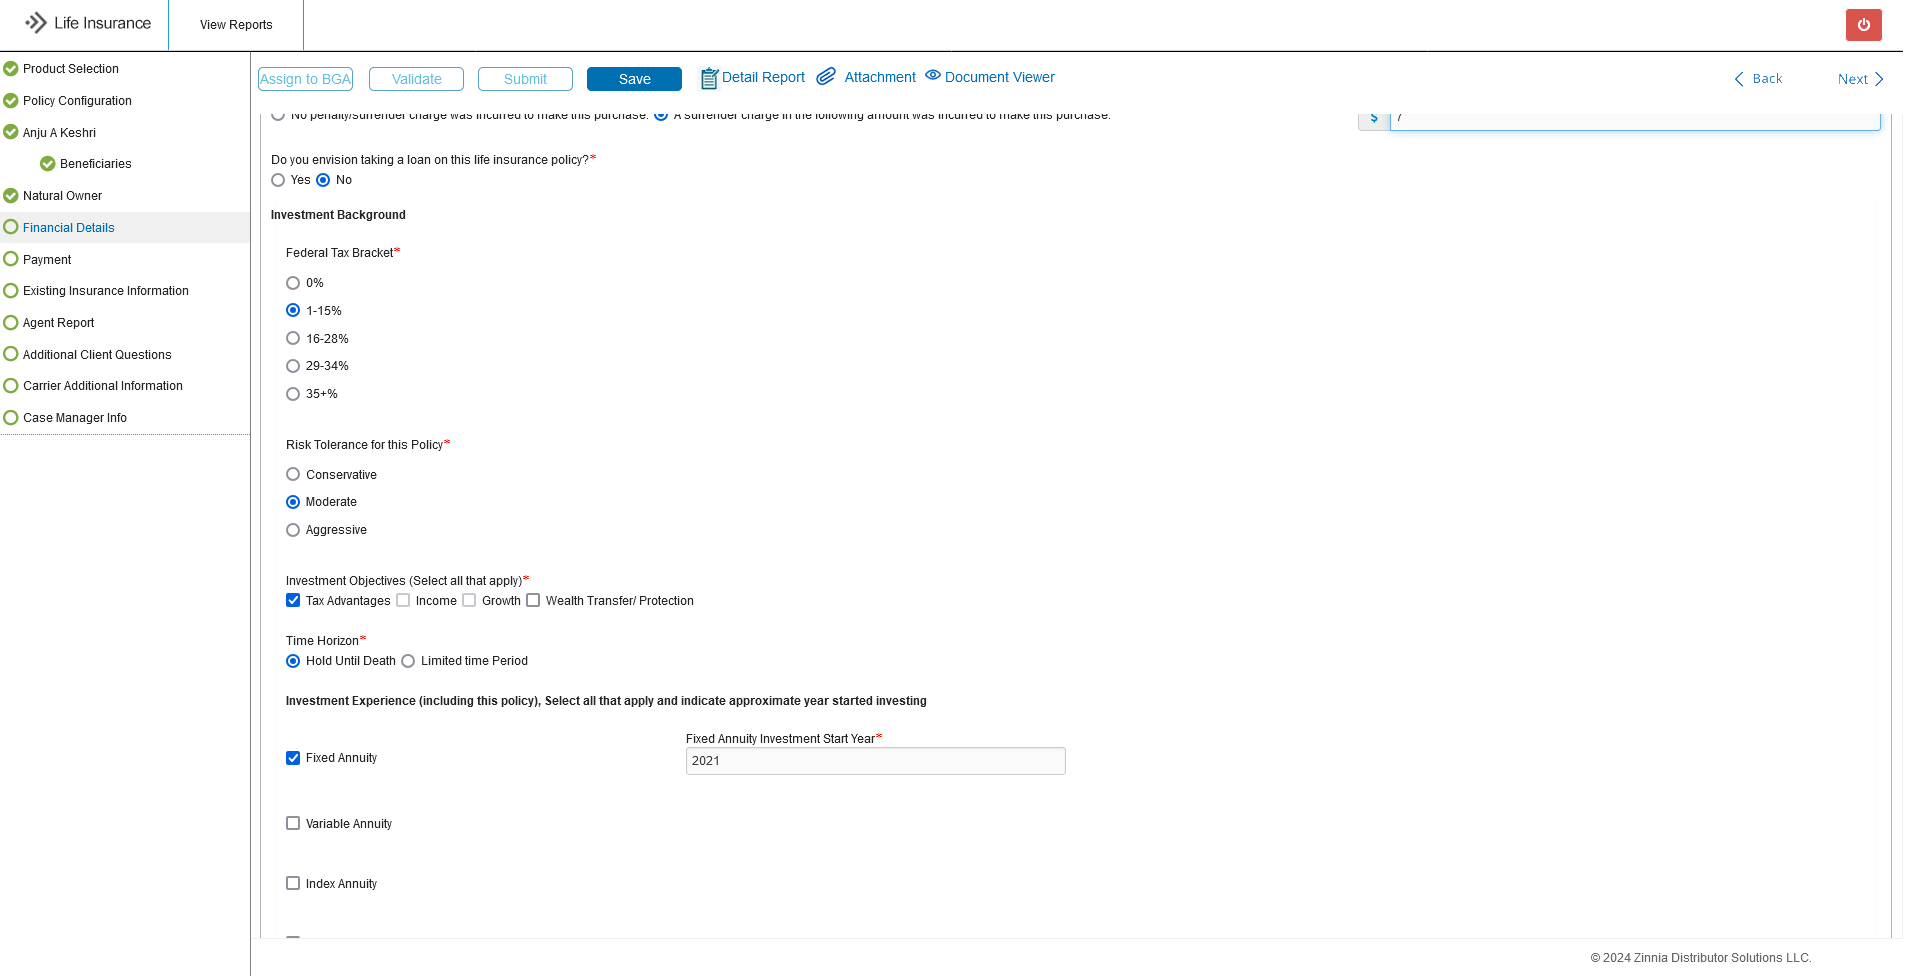 Life Insurance
View Reports
Product Selection
Policy Configuration
Anju A Keshri
Beneficiaries
Natural Owner
Financial Details
Payment
Existing Insurance Information
Agent Report
Additional Client Questions
Carrier Additional Information
Case Manager Info
Assign to BGA Validate Submit Save Detail Report Attachment Document Viewer Back Next
No penalty/surrender charge was incurred to make this purchase. A surrender charge in the following amount was incurred to make this purchase. $ 7
Do you envision taking a loan on this life insurance policy?*
Yes No
Investment Background
Federal Tax Bracket*
0%
1-15%
16-28%
29-34%
35+%
Risk Tolerance for this Policy*
Conservative
Moderate
Aggressive
Investment Objectives (Select all that apply)*
Tax Advantages Income Growth Wealth Transfer/ Protection
Time Horizon*
Hold Until Death Limited time Period
Investment Experience (including this policy), Select all that apply and indicate approximate year started investing
Fixed Annuity Investment Start Year*
Fixed Annuity 2021
Variable Annuity
Index Annuity
© 2024 Zinnia Distributor Solutions LLC.